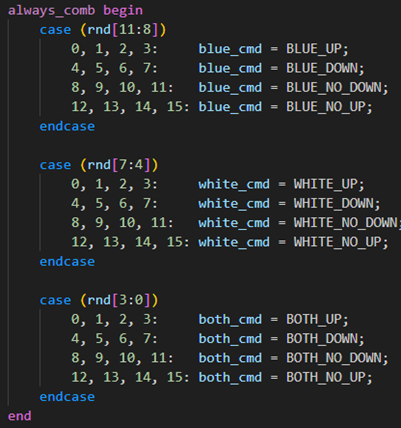 always_comb begin
    case (rnd[11:8])
        0, 1, 2, 3:     blue_cmd = BLUE_UP;
        4, 5, 6, 7:     blue_cmd = BLUE_DOWN;
        8, 9, 10, 11:   blue_cmd = BLUE_NO_DOWN;
        12, 13, 14, 15: blue_cmd = BLUE_NO_UP;
    endcase

    case (rnd[7:4])
        0, 1, 2, 3:     white_cmd = WHITE_UP;
        4, 5, 6, 7:     white_cmd = WHITE_DOWN;
        8, 9, 10, 11:   white_cmd = WHITE_NO_DOWN;
        12, 13, 14, 15: white_cmd = WHITE_NO_UP;
    endcase

    case (rnd[3:0])
        0, 1, 2, 3:     both_cmd = BOTH_UP;
        4, 5, 6, 7:     both_cmd = BOTH_DOWN;
        8, 9, 10, 11:   both_cmd = BOTH_NO_DOWN;
        12, 13, 14, 15: both_cmd = BOTH_NO_UP;
    endcase
end